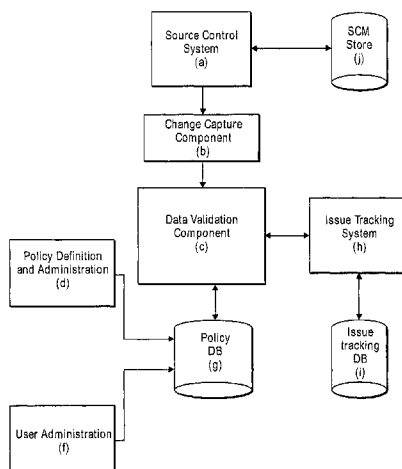 Source Control
System
(a)
SCM
Store
(j)
Change Capture
Component
(b)
Data Validation
Component
(c)
Issue Tracking
System
(h)
Policy Definition
and Administration
(d)
Policy
DB
(g)
Issue
tracking
DB
(i)
User Administration
(f)